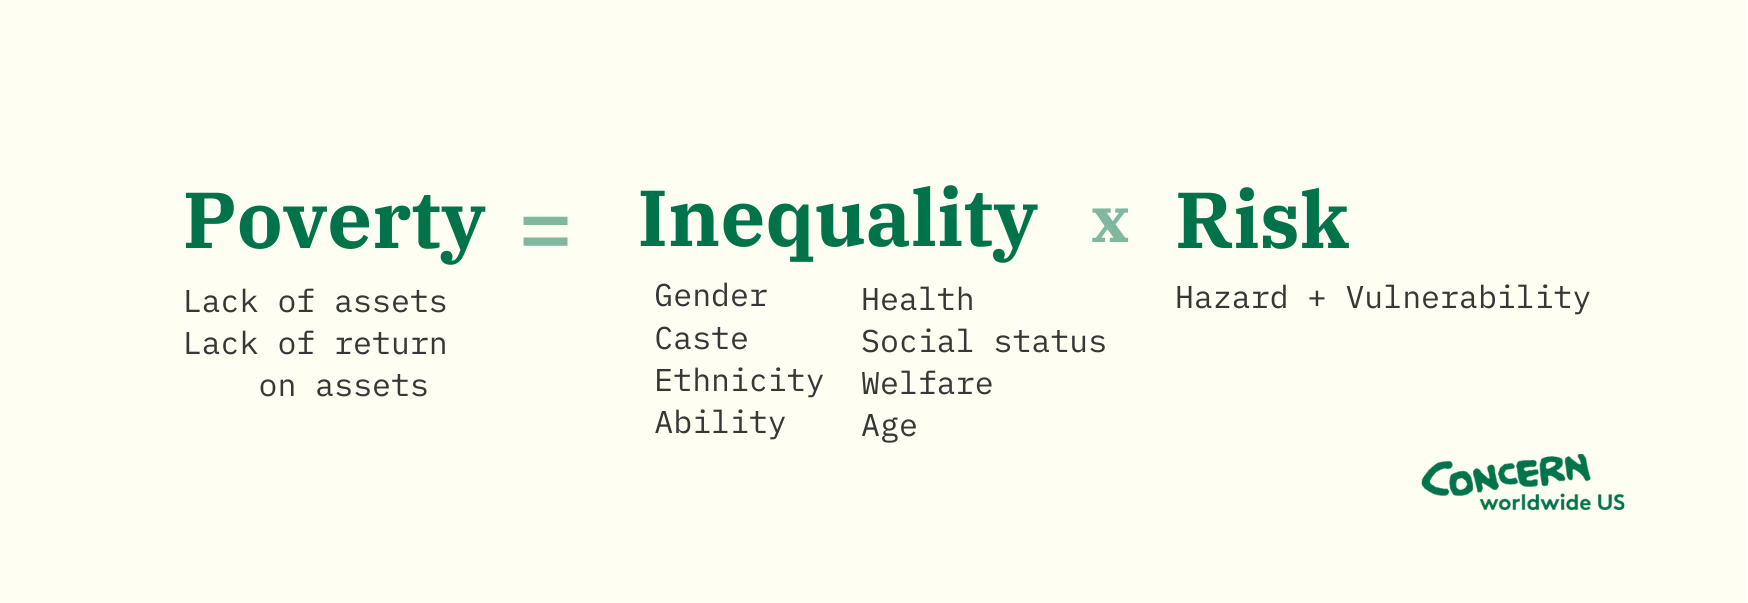 Poverty = Inequality x Risk
Lack of assets
Lack of return
on assets
Gender
Caste
Ethnicity
Ability
Health
Social status
Welfare
Age
Hazard + Vulnerability
CONCERN
worldwide US